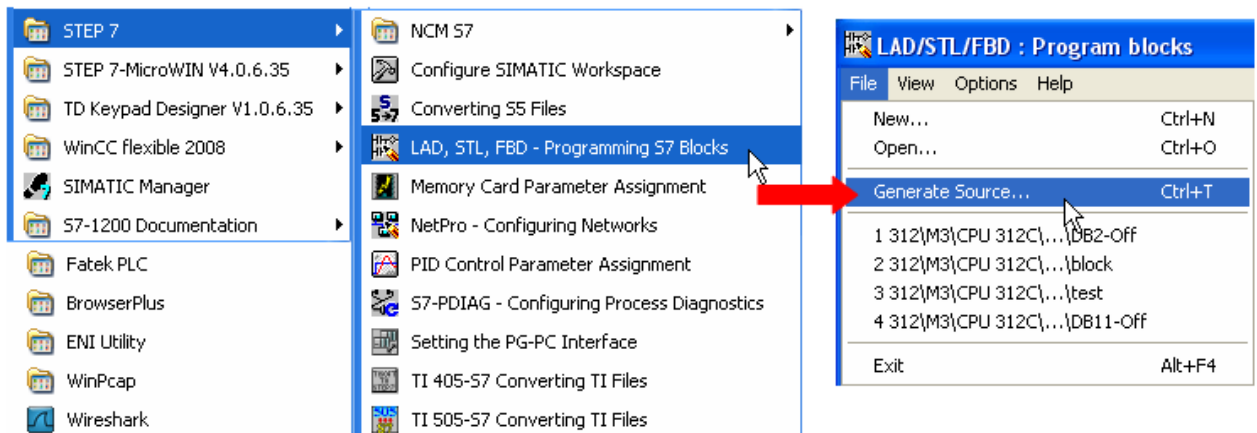 STEP 7
STEP 7-MicroWIN V4.0.6.35
TD Keypad Designer V1.0.6.35
WinCC flexible 2008
SIMATIC Manager
S7-1200 Documentation
Fatek PLC
BrowserPlus
ENI Utility
WinPcap
Wireshark
NCM S7
Configure SIMATIC Workspace
S5→7
Converting S5 Files
LAD, STL, FBD - Programming S7 Blocks
Memory Card Parameter Assignment
NetPro - Configuring Networks
PID Control Parameter Assignment
S7-PDIAG - Configuring Process Diagnostics
Setting the PG-PC Interface
TI 405-S7 Converting TI Files
505
TI 505-S7 Converting TI Files
LAD/STL/FBD : Program blocks
File View Options Help
New... Ctrl+N
Open... Ctrl+O
Generate Source... Ctrl+T
1 312\M3\CPU 312C\...\DB2-Off
2 312\M3\CPU 312C\...\block
3 312\M3\CPU 312C\...\test
4 312\M3\CPU 312C\...\DB11-Off
Exit Alt+F4